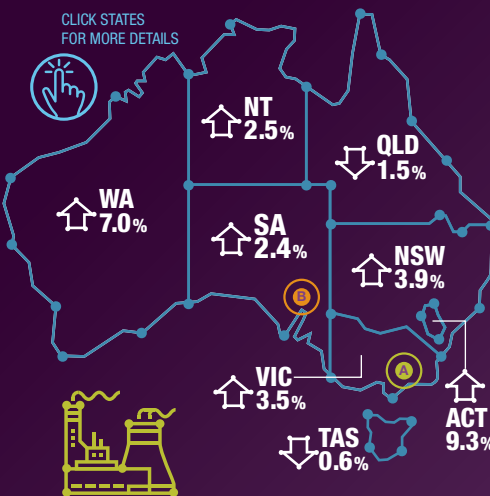 CLICK STATES
FOR MORE DETAILS
NT
2.5%
QLD
1.5%
WA
7.0%
SA
2.4%
NSW
3.9%
B
A
VIC
3.5%
ACT
9.3%
TAS
0.6%